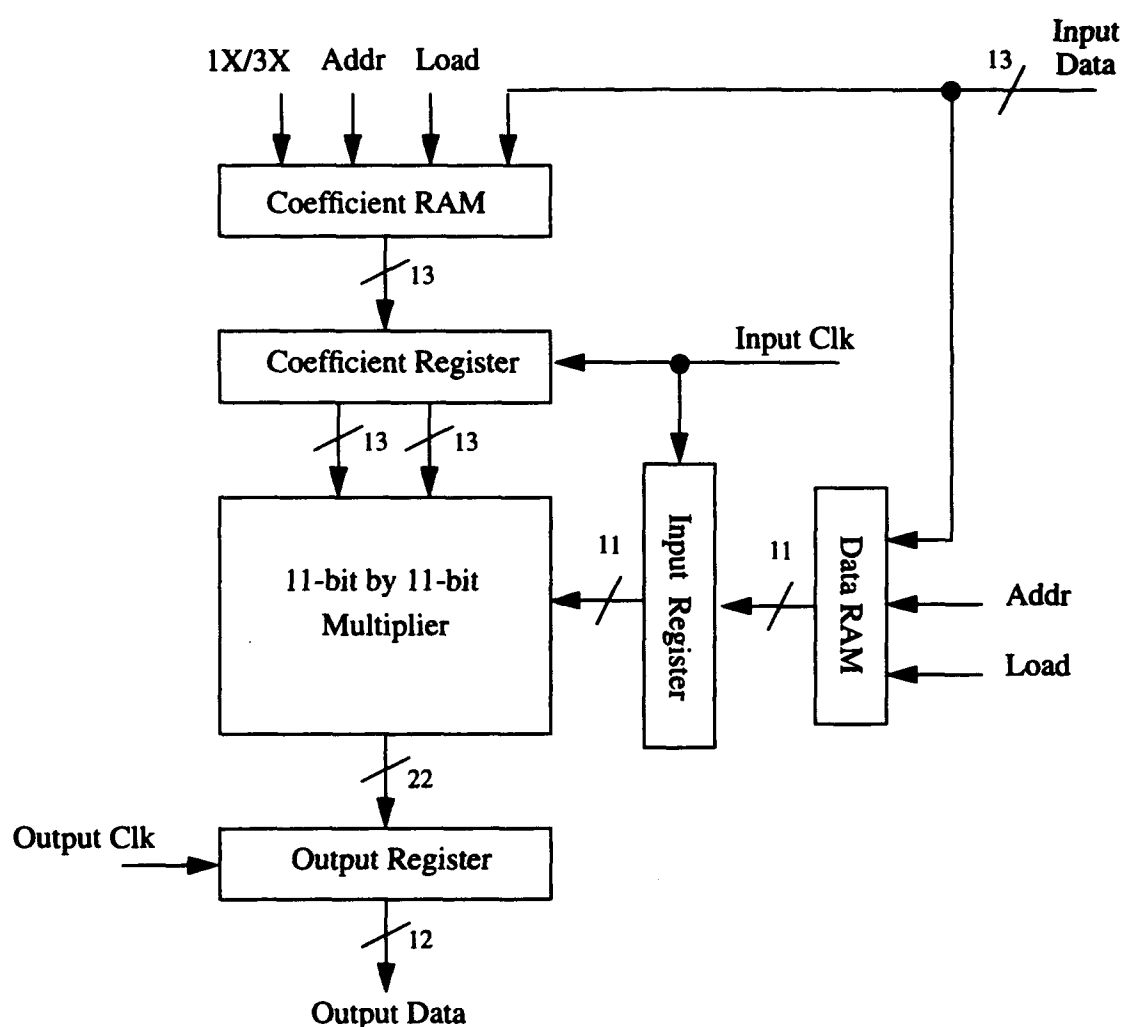 Input
Data
1X/3X Addr Load
13
Coefficient RAM
13
Input Clk
Coefficient Register
13 13
Input Register
Data RAM
11
11
11-bit by 11-bit
Multiplier
Addr
Load
22
Output Clk
Output Register
12
Output Data